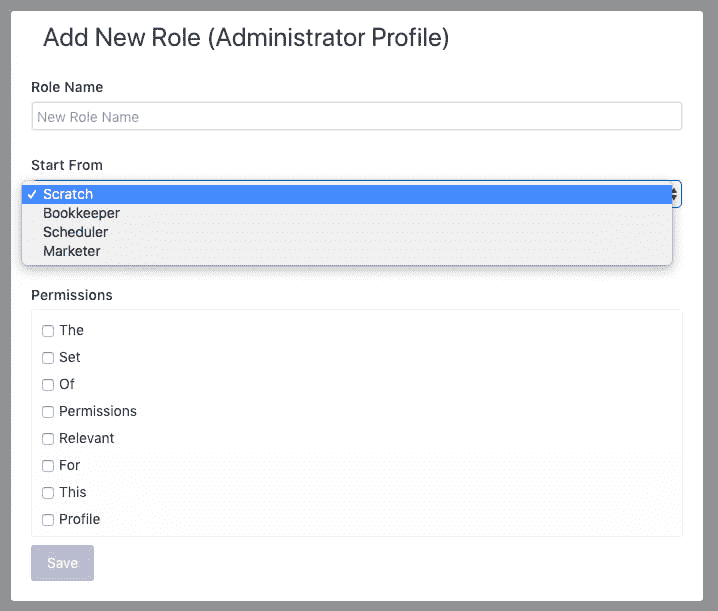 Add New Role (Administrator Profile)
Role Name
New Role Name
Start From
✓ Scratch
Bookkeeper
Scheduler
Marketer
Permissions
The
Set
Of
Permissions
Relevant
For
This
Profile
Save